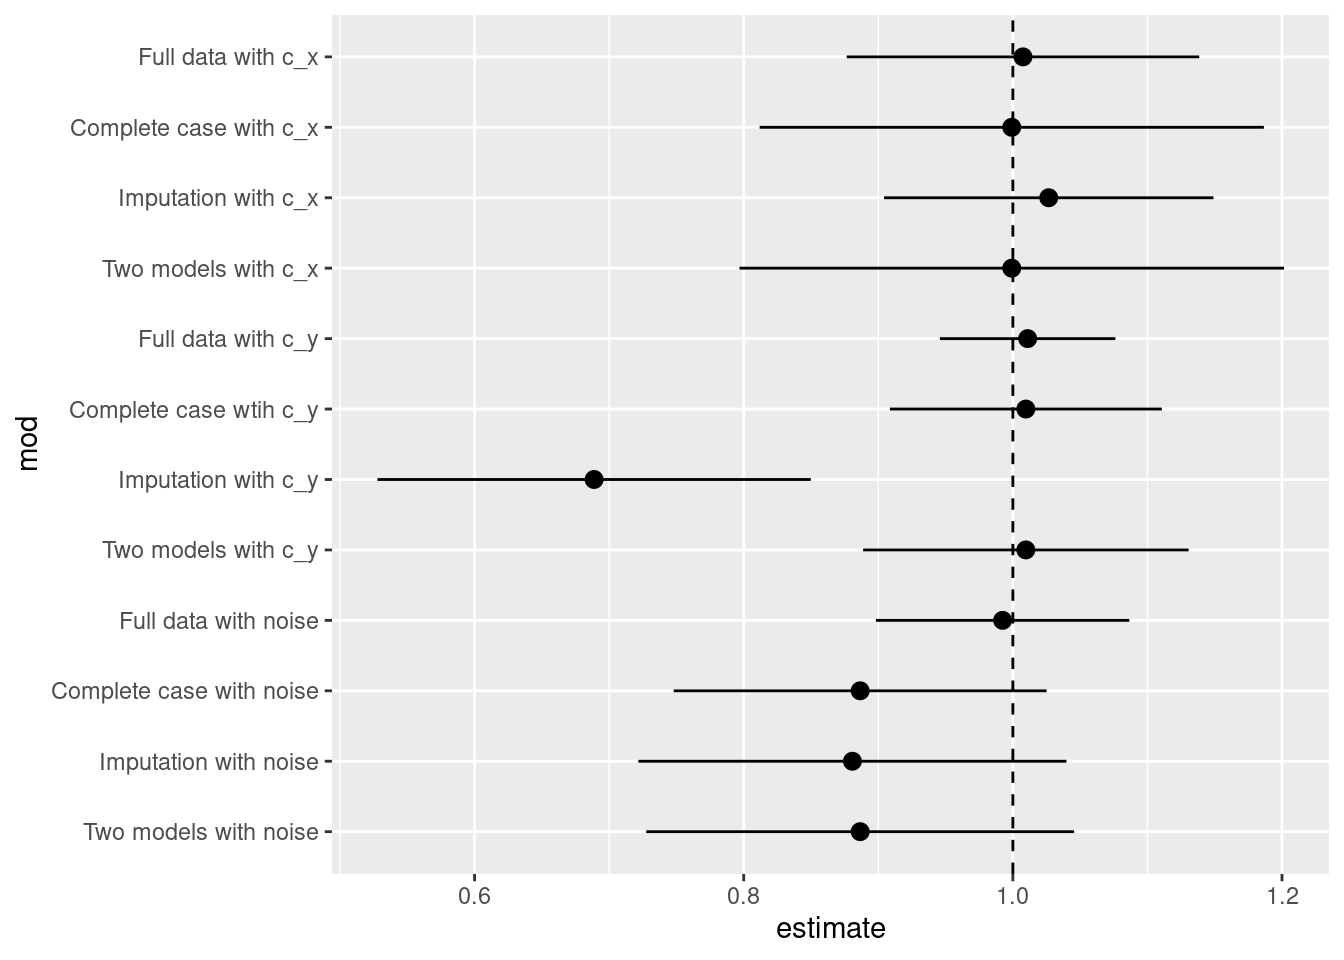 Full data with c_x
Complete case with c_x
Imputation with c_x
Two models with c_x
Full data with c_y
Complete case wtih c_y
Imputation with c_y
Two models with c_y
Full data with noise
Complete case with noise
Imputation with noise
Two models with noise
mod
0.6 0.8 1.0 1.2
estimate